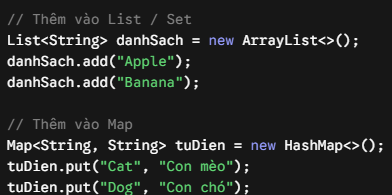 // Thêm vào List / Set
List<String> danhSach = new ArrayList<>();
danhSach.add("Apple");
danhSach.add("Banana");
// Thêm vào Map
Map<String, String> tuDien = new HashMap<>();
tuDien.put("Cat", "Con mèo");
tuDien.put("Dog", "Con chó");